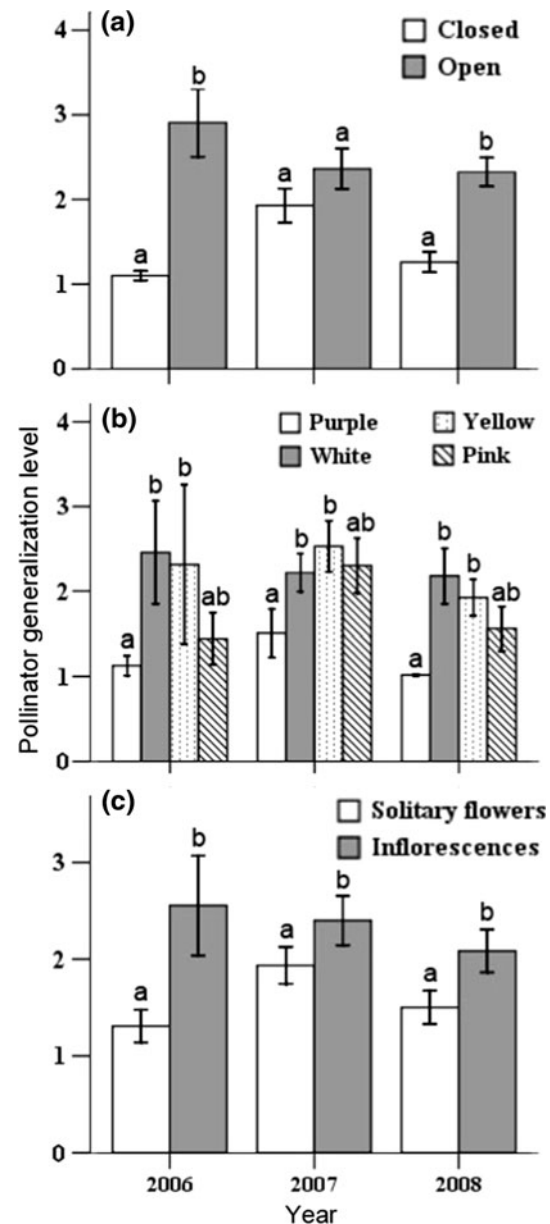 (a)
Closed
Open
4
3
2
1
0
a
b
a
a
a
b
(b)
Purple
Yellow
White
Pink
4
3
2
1
0
a
b
b
ab
a
b
b
ab
a
b
b
ab
Pollinator generalization level
(c)
Solitary flowers
Inflorescences
3
2
1
0
a
b
a
b
a
b
2006
2007
2008
Year